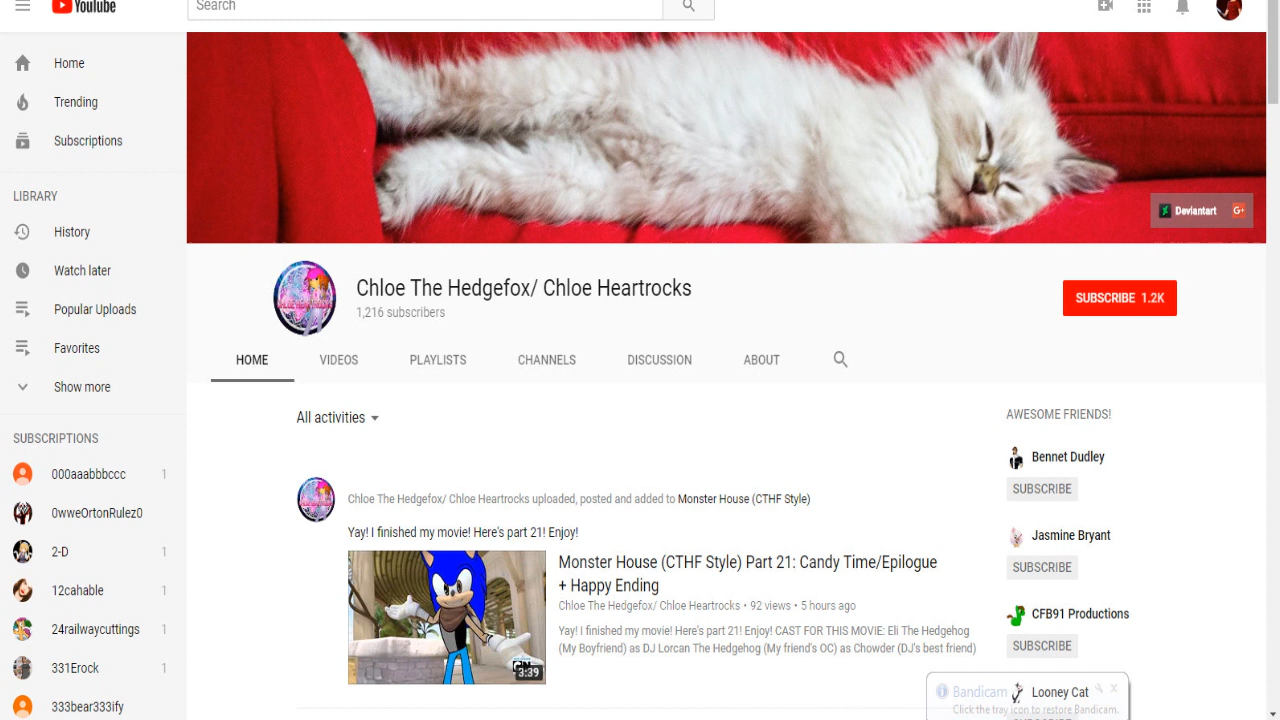 YouTube
Search
Home
Trending
Subscriptions
LIBRARY
History
Watch later
Popular Uploads
Favorites
Show more
SUBSCRIPTIONS
000aaabbbccc 1
0wweOrtonRulez0
2-D 1
12cahable 1
24railwaycuttings 1
331Erock 1
333bear333ify 1
Deviantart G+
Chloe The Hedgefox/ Chloe Heartrocks
1,216 subscribers
SUBSCRIBE 1.2K
HOME VIDEOS PLAYLISTS CHANNELS DISCUSSION ABOUT
All activities
Chloe The Hedgefox/ Chloe Heartrocks uploaded, posted and added to Monster House (CTHF Style)
Yay! I finished my movie! Here's part 21! Enjoy!
CN
3:39
Monster House (CTHF Style) Part 21: Candy Time/Epilogue
+ Happy Ending
Chloe The Hedgefox/ Chloe Heartrocks • 92 views • 5 hours ago
Yay! I finished my movie! Here's part 21! Enjoy! CAST FOR THIS MOVIE: Eli The Hedgehog
(My Boyfriend) as DJ Lorcan The Hedgehog (My friend's OC) as Chowder (DJ's best friend)
AWESOME FRIENDS!
Bennet Dudley
SUBSCRIBE
Jasmine Bryant
SUBSCRIBE
CFB91 Productions
SUBSCRIBE
Bandicam
Looney Cat
Click the tray icon to restore Bandicam.